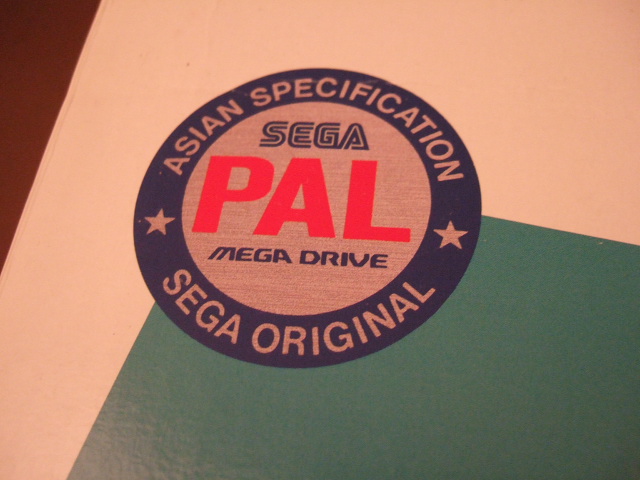 ASIAN SPECIFICATION
SEGA
PAL
MEGA DRIVE
SEGA ORIGINAL